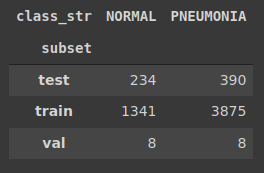 class_str NORMAL PNEUMONIA
subset
test 234 390
train 1341 3875
val 8 8